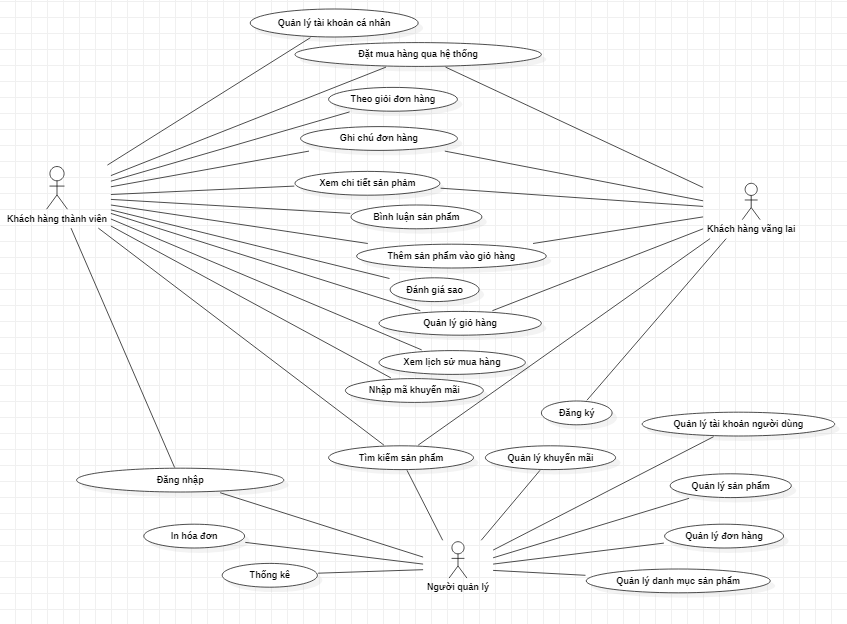 Quản lý tài khoản cá nhân
Đặt mua hàng qua hệ thống
Theo giỏi đơn hàng
Ghi chú đơn hàng
Xem chi tiết sản phảm
Bình luận sản phẩm
Khách hàng thành viên
Khách hàng vãng lai
Thêm sản phẩm vào giỏ hàng
Đánh giá sao
Quản lý giỏ hàng
Xem lịch sử mua hàng
Nhập mã khuyến mãi
Đăng ký
Quản lý tài khoản người dùng
Tìm kiếm sản phẩm
Quản lý khuyến mãi
Đăng nhập
Quản lý sản phẩm
In hóa đơn
Quản lý đơn hàng
Thống kê
Người quản lý
Quản lý danh mục sản phẩm